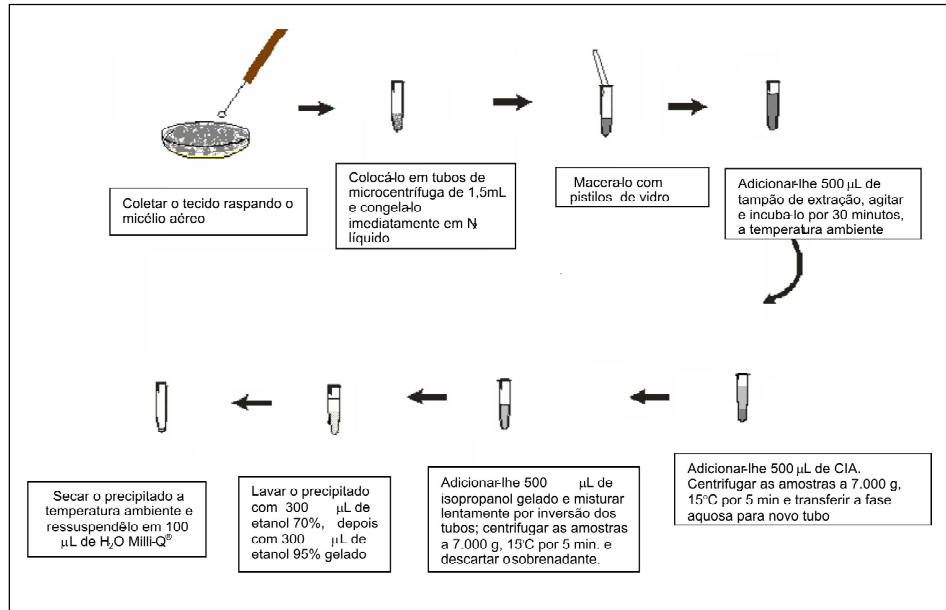 Coletar o tecido raspando o
micélio aéreo
Colocá-lo em tubos de
microcentrífuga de 1,5mL
e congela-lo
imediatamente em N₂
líquido
Macera-lo com
pistilos de vidro
Adicionar-lhe 500 µL de
tampão de extração, agitar
e incuba-lo por 30 minutos,
a temperatura ambiente
Adicionar-lhe 500 µL de CIA.
Centrifugar as amostras a 7.000 g,
15°C por 5 min e transferir a fase
aquosa para novo tubo
Adicionar-lhe 500 µL de
isopropanol gelado e misturar
lentamente por inversão dos
tubos; centrifugar as amostras
a 7.000 g, 15°C por 5 min. e
descartar o sobrenadante.
Lavar o precipitado
com 300 µL de
etanol 70%, depois
com 300 µL de
etanol 95% gelado
Secar o precipitado a
temperatura ambiente e
ressuspendê-lo em 100
µL de H₂O Milli-Q®